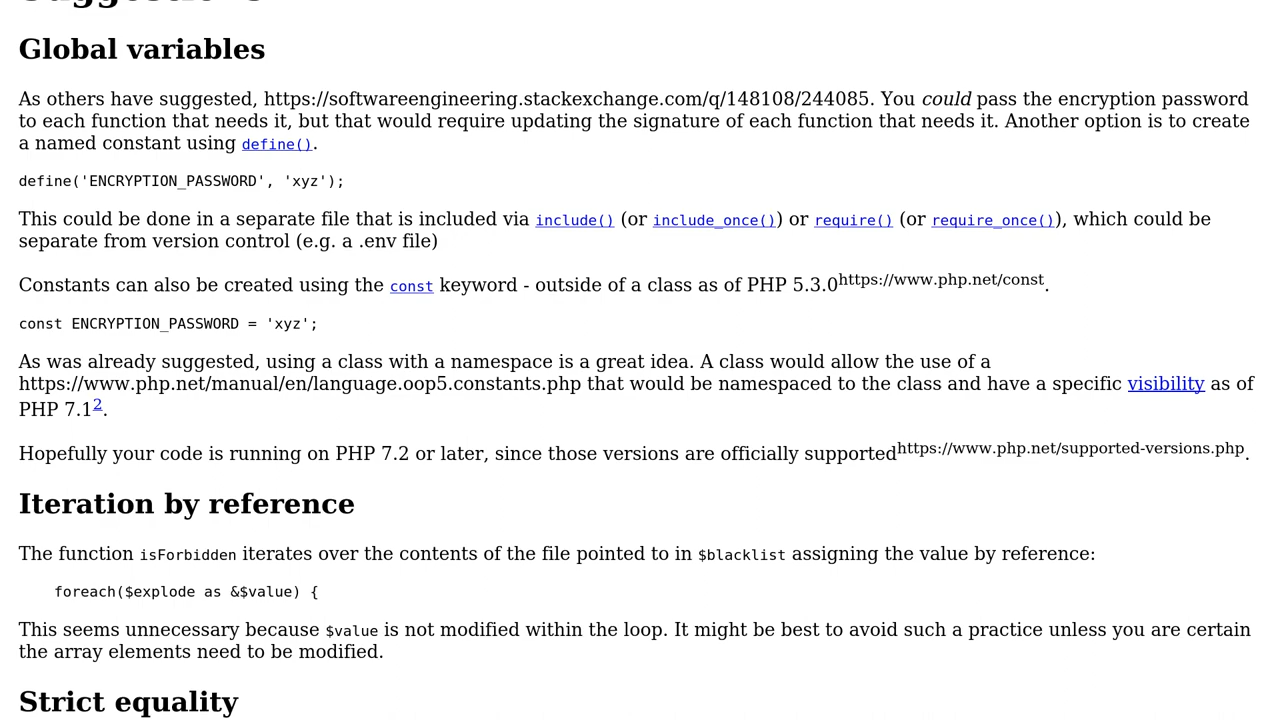 Suggestions
Global variables
As others have suggested, https://softwareengineering.stackexchange.com/q/148108/244085. You could pass the encryption password
to each function that needs it, but that would require updating the signature of each function that needs it. Another option is to create
a named constant using define().
define('ENCRYPTION_PASSWORD', 'xyz');
This could be done in a separate file that is included via include() (or include_once()) or require() (or require_once()), which could be
separate from version control (e.g. a .env file)
Constants can also be created using the const keyword - outside of a class as of PHP 5.3.0https://www.php.net/const.
const ENCRYPTION_PASSWORD = 'xyz';
As was already suggested, using a class with a namespace is a great idea. A class would allow the use of a
https://www.php.net/manual/en/language.oop5.constants.php that would be namespaced to the class and have a specific visibility as of
PHP 7.12.
Hopefully your code is running on PHP 7.2 or later, since those versions are officially supportedhttps://www.php.net/supported-versions.php.
Iteration by reference
The function isForbidden iterates over the contents of the file pointed to in $blacklist assigning the value by reference:
foreach($explode as &$value) {
This seems unnecessary because $value is not modified within the loop. It might be best to avoid such a practice unless you are certain
the array elements need to be modified.
Strict equality